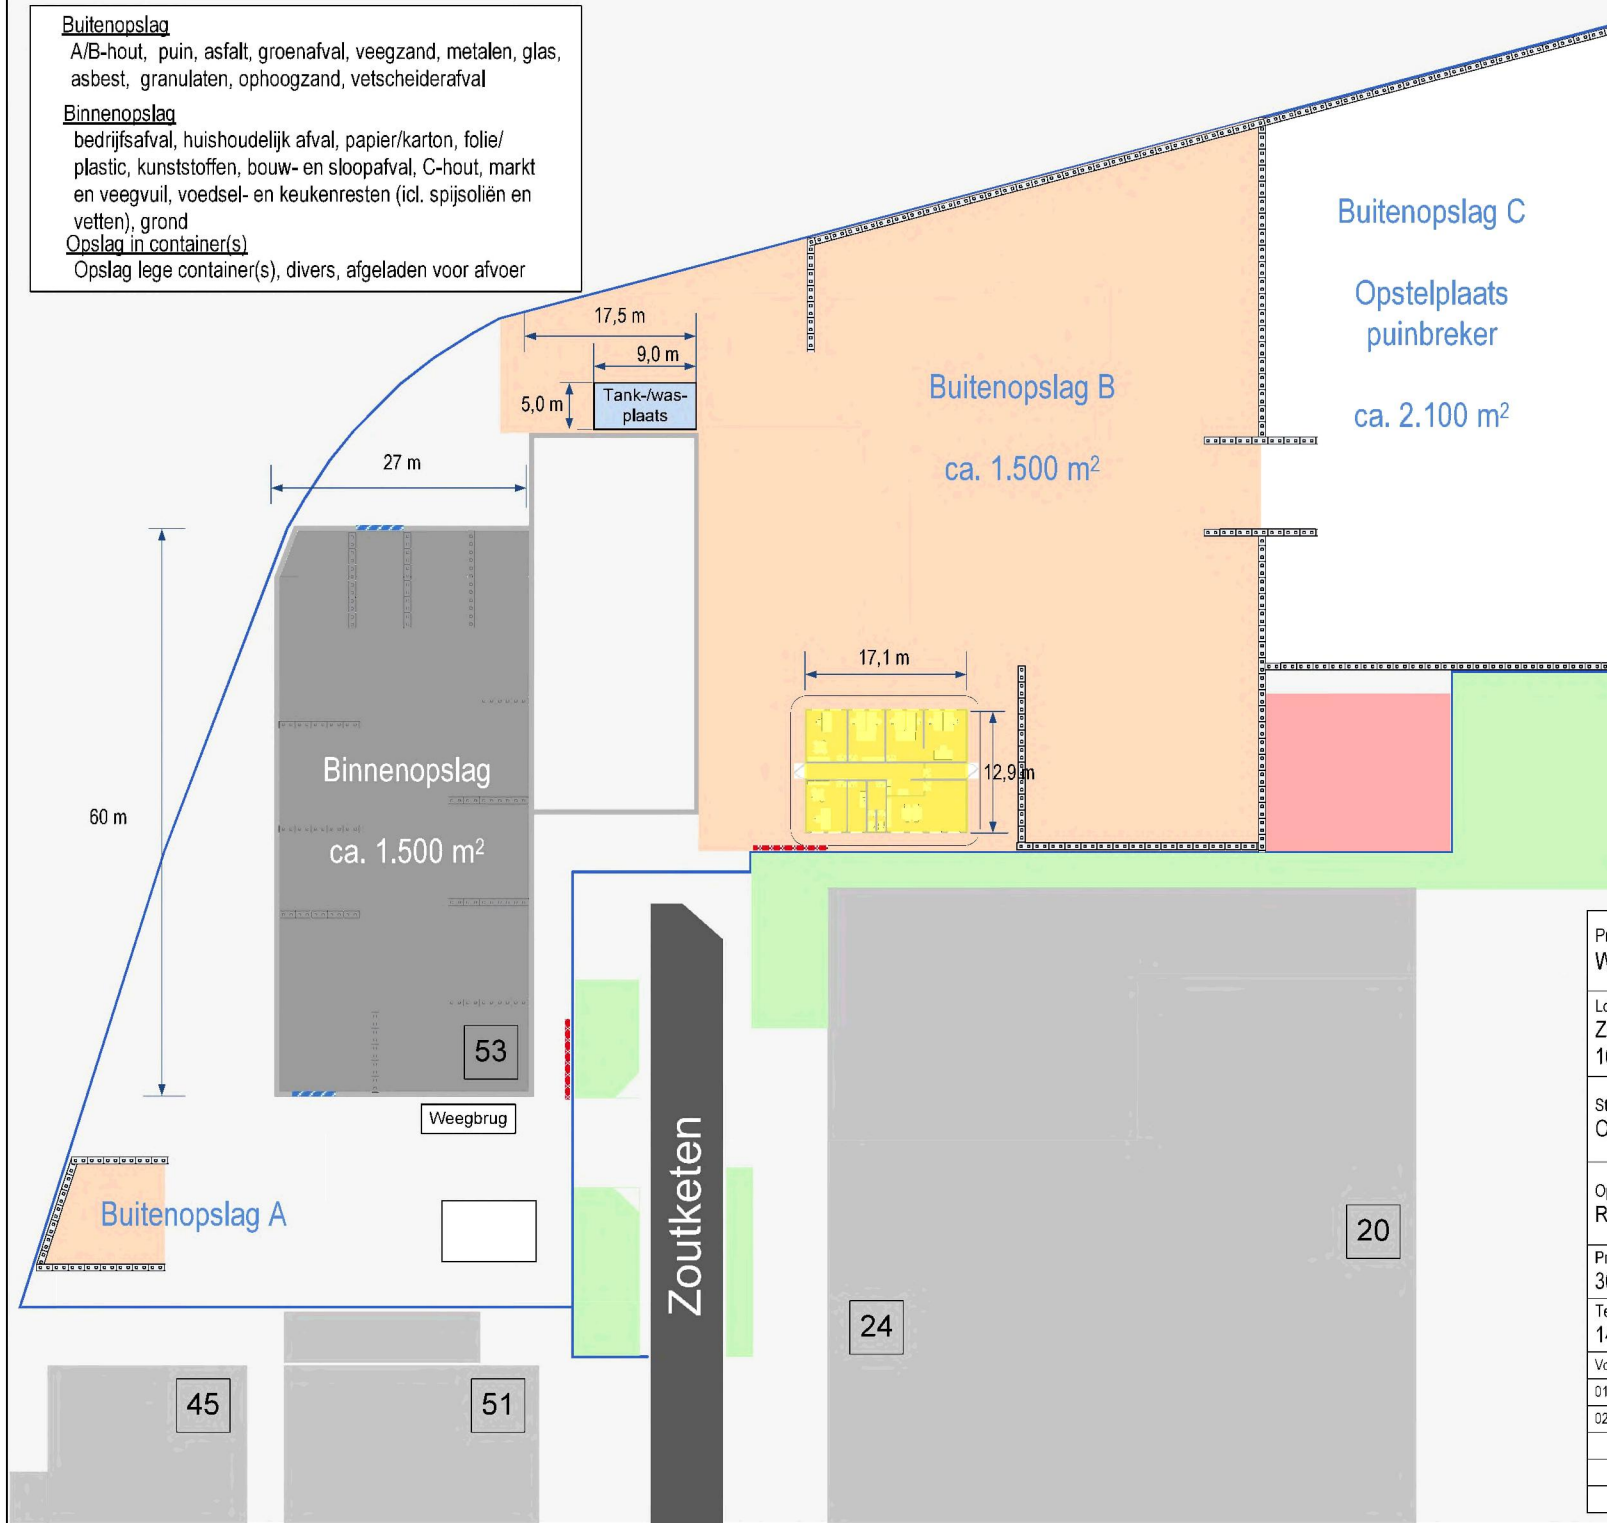 Buitenopslag
A/B-hout, puin, asfalt, groenafval, veegzand, metalen, glas,
asbest, granulaten, ophoogzand, vetscheiderafval
Binnenopslag
bedrijfsafval, huishoudelijk afval, papier/karton, folie/
plastic, kunststoffen, bouw- en sloopafval, C-hout, markt
en veegvuil, voedsel- en keukenresten (icl. spijsoliën en
vetten), grond
Opslag in container(s)
Opslag lege container(s), divers, afgeladen voor afvoer
Buitenopslag C
Opstelplaats
puinbreker
ca. 2.100 m²
17,5 m
9,0 m
5,0 m
Tank-/was-
plaats
Buitenopslag B
ca. 1.500 m²
27 m
60 m
Binnenopslag
ca. 1.500 m²
53
17,1 m
12,9 m
Weegbrug
Buitenopslag A
Zoutketen
20
24
45
51
01
02